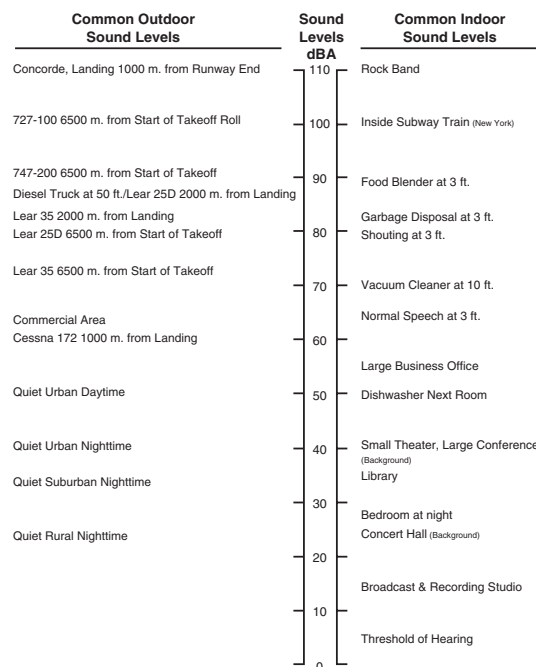 Common Outdoor
Sound Levels
Sound
Levels
dBA
Common Indoor
Sound Levels
Concorde, Landing 1000 m. from Runway End
110
Rock Band
727-100 6500 m. from Start of Takeoff Roll
100
Inside Subway Train (New York)
747-200 6500 m. from Start of Takeoff
90
Food Blender at 3 ft.
Diesel Truck at 50 ft./Lear 25D 2000 m. from Landing
Lear 35 2000 m. from Landing
Garbage Disposal at 3 ft.
Lear 25D 6500 m. from Start of Takeoff
80
Shouting at 3 ft.
Lear 35 6500 m. from Start of Takeoff
70
Vacuum Cleaner at 10 ft.
Commercial Area
Normal Speech at 3 ft.
Cessna 172 1000 m. from Landing
60
Large Business Office
Quiet Urban Daytime
50
Dishwasher Next Room
Quiet Urban Nighttime
40
Small Theater, Large Conference
(Background)
Library
Quiet Suburban Nighttime
30
Bedroom at night
Quiet Rural Nighttime
Concert Hall (Background)
20
Broadcast & Recording Studio
10
Threshold of Hearing
0